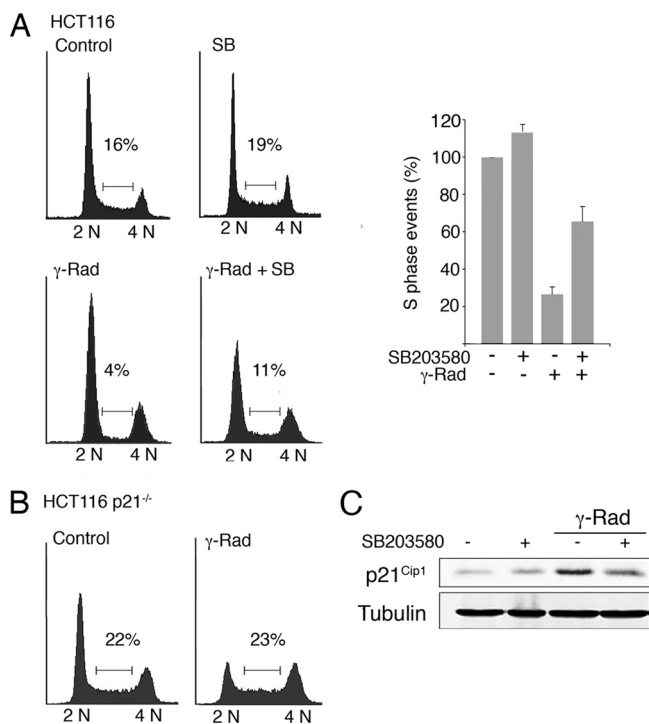 A
HCT116
Control
SB
16%
19%
2 N 4 N
2 N 4 N
γ-Rad
γ-Rad + SB
4%
11%
2 N 4 N
2 N 4 N
S phase events (%)
120
100
80
60
40
20
SB203580 - + - +
γ-Rad - - + +
B
HCT116 p21-/-
Control
γ-Rad
22%
23%
2 N 4 N
2 N 4 N
C
γ-Rad
SB203580 - + - +
p21Cip1
Tubulin